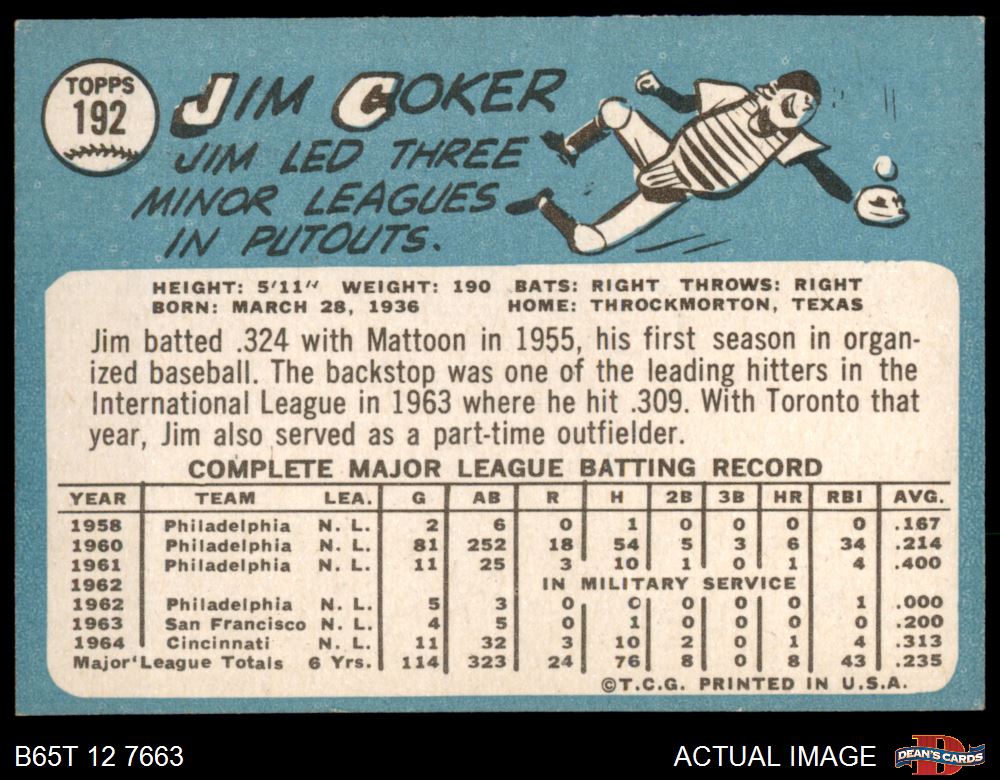 TOPPS
192
JIM COKER
JIM LED THREE
MINOR LEAGUES
IN PUTOUTS.
HEIGHT: 5'11" WEIGHT: 190 BATS: RIGHT THROWS: RIGHT
BORN: MARCH 28, 1936 HOME: THROCKMORTON, TEXAS
Jim batted .324 with Mattoon in 1955, his first season in organ-
ized baseball. The backstop was one of the leading hitters in the
International League in 1963 where he hit .309. With Toronto that
year, Jim also served as a part-time outfielder.
COMPLETE MAJOR LEAGUE BATTING RECORD
YEAR TEAM LEA. G AB R H 2B 3B HR RBI AVG.
1958 Philadelphia N. L. 2 6 0 1 0 0 0 0 .167
1960 Philadelphia N. L. 81 252 18 54 5 3 6 34 .214
1961 Philadelphia N. L. 11 25 3 10 1 0 1 4 .400
1962 IN MILITARY SERVICE
1962 Philadelphia N. L. 5 3 0 0 0 0 0 1 .000
1963 San Francisco N. L. 4 5 0 1 0 0 0 0 .200
1964 Cincinnati N. L. 11 32 3 10 2 0 1 4 .313
Major League Totals 6 Yrs. 114 323 24 76 8 0 8 43 .235
©T.C.G. PRINTED IN U.S.A.
B65T 12 7663
ACTUAL IMAGE
DEAN'S CARDS